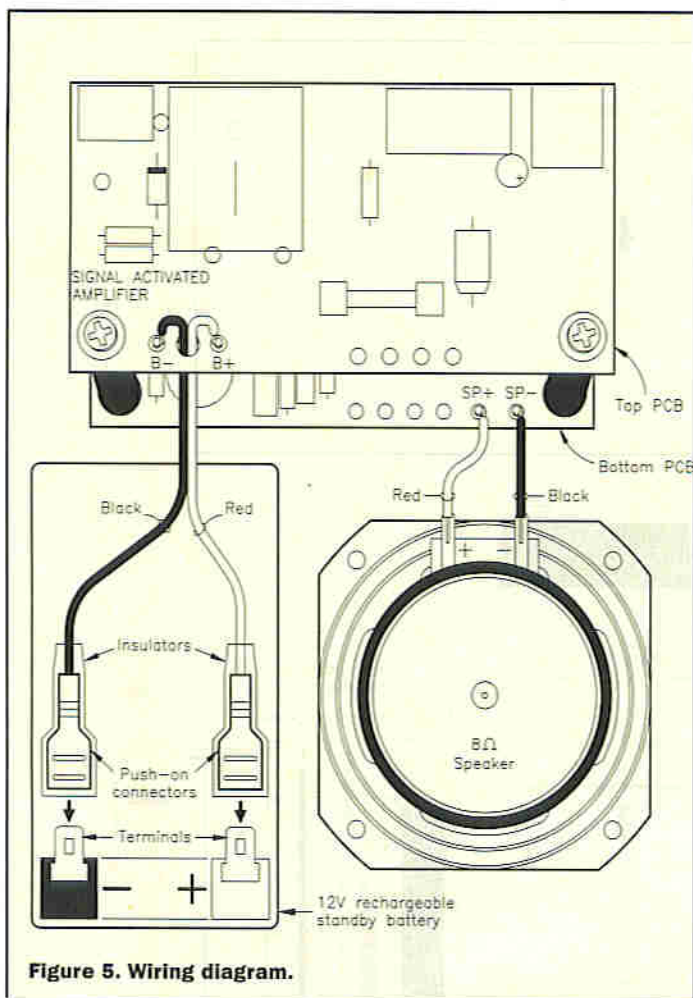 SIGNAL ACTIVATED
AMPLIFIER
B-
B+
SP+
SP-
Top PCB
Bottom PCB
Black
Red
Red
Black
+
-
Insulators
8Ω
Speaker
Push-on
connectors
Terminals
-
+
12V rechargeable
standby battery
Figure 5. Wiring diagram.